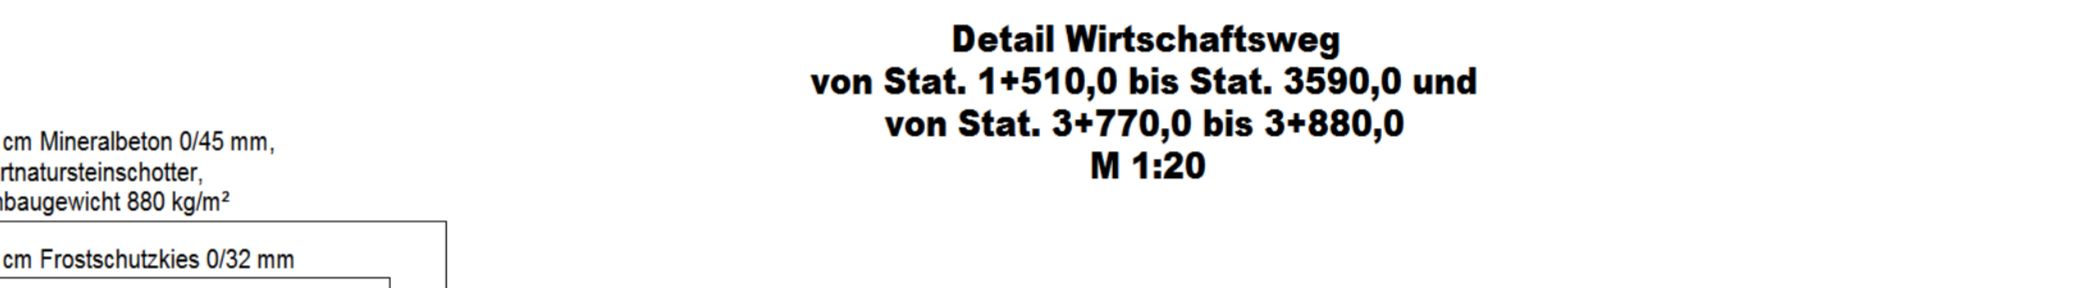 Detail Wirtschaftsweg
von Stat. 1+510,0 bis Stat. 3590,0 und
von Stat. 3+770,0 bis 3+880,0
M 1:20
cm Mineralbeton 0/45 mm,
rtnatursteinschotter,
nbaugewicht 880 kg/m²
cm Frostschutzkies 0/32 mm